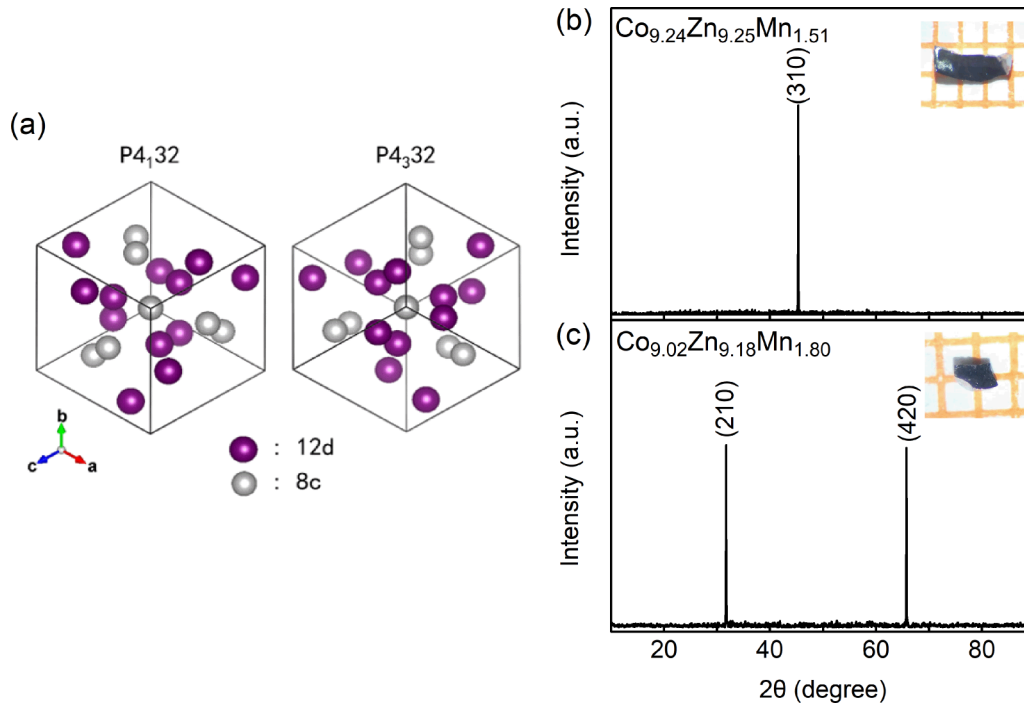 (a)
P4₁32
P4₃32
b
c
a
: 12d
: 8c
(b)
Co₉.₂₄Zn₉.₂₅Mn₁.₅₁
(310)
Intensity (a.u.)
(c)
Co₉.₀₂Zn₉.₁₈Mn₁.₈₀
(210)
(420)
Intensity (a.u.)
20 40 60 80
2θ (degree)